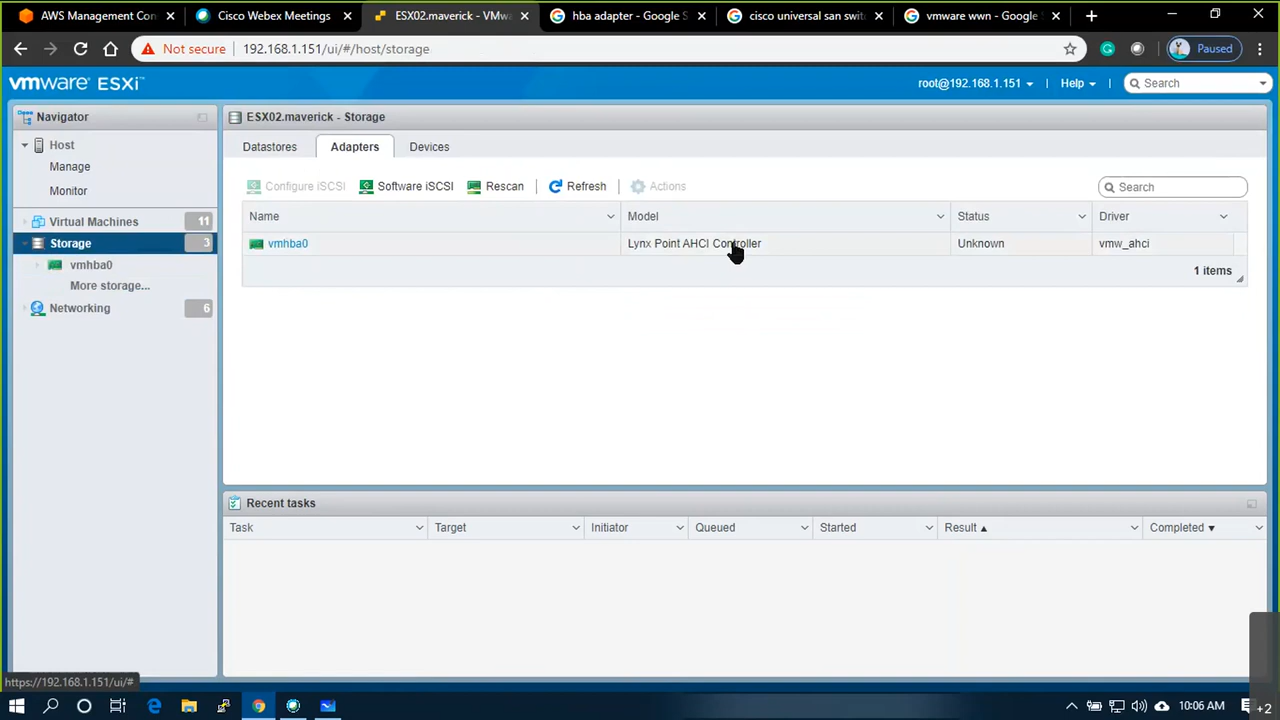 AWS Management Con
Cisco Webex Meetings
ESX02.maverick - VMw
hba adapter - Google S
cisco universal san swit
vmware wwn - Google
Not secure
192.168.1.151/ui/#/host/storage
Paused
vmware ESXi
root@192.168.1.151
Help
Search
Navigator
Host
Manage
Monitor
Virtual Machines 11
Storage 3
vmhba0
More storage...
Networking 6
ESX02.maverick - Storage
Datastores Adapters Devices
Configure iSCSI Software iSCSI Rescan Refresh Actions
Search
Name Model Status Driver
vmhba0 Lynx Point AHCI Controller Unknown vmw_ahci
1 items
Recent tasks
Task Target Initiator Queued Started Result Completed
https://192.168.1.151/ui/#
10:06 AM
+2